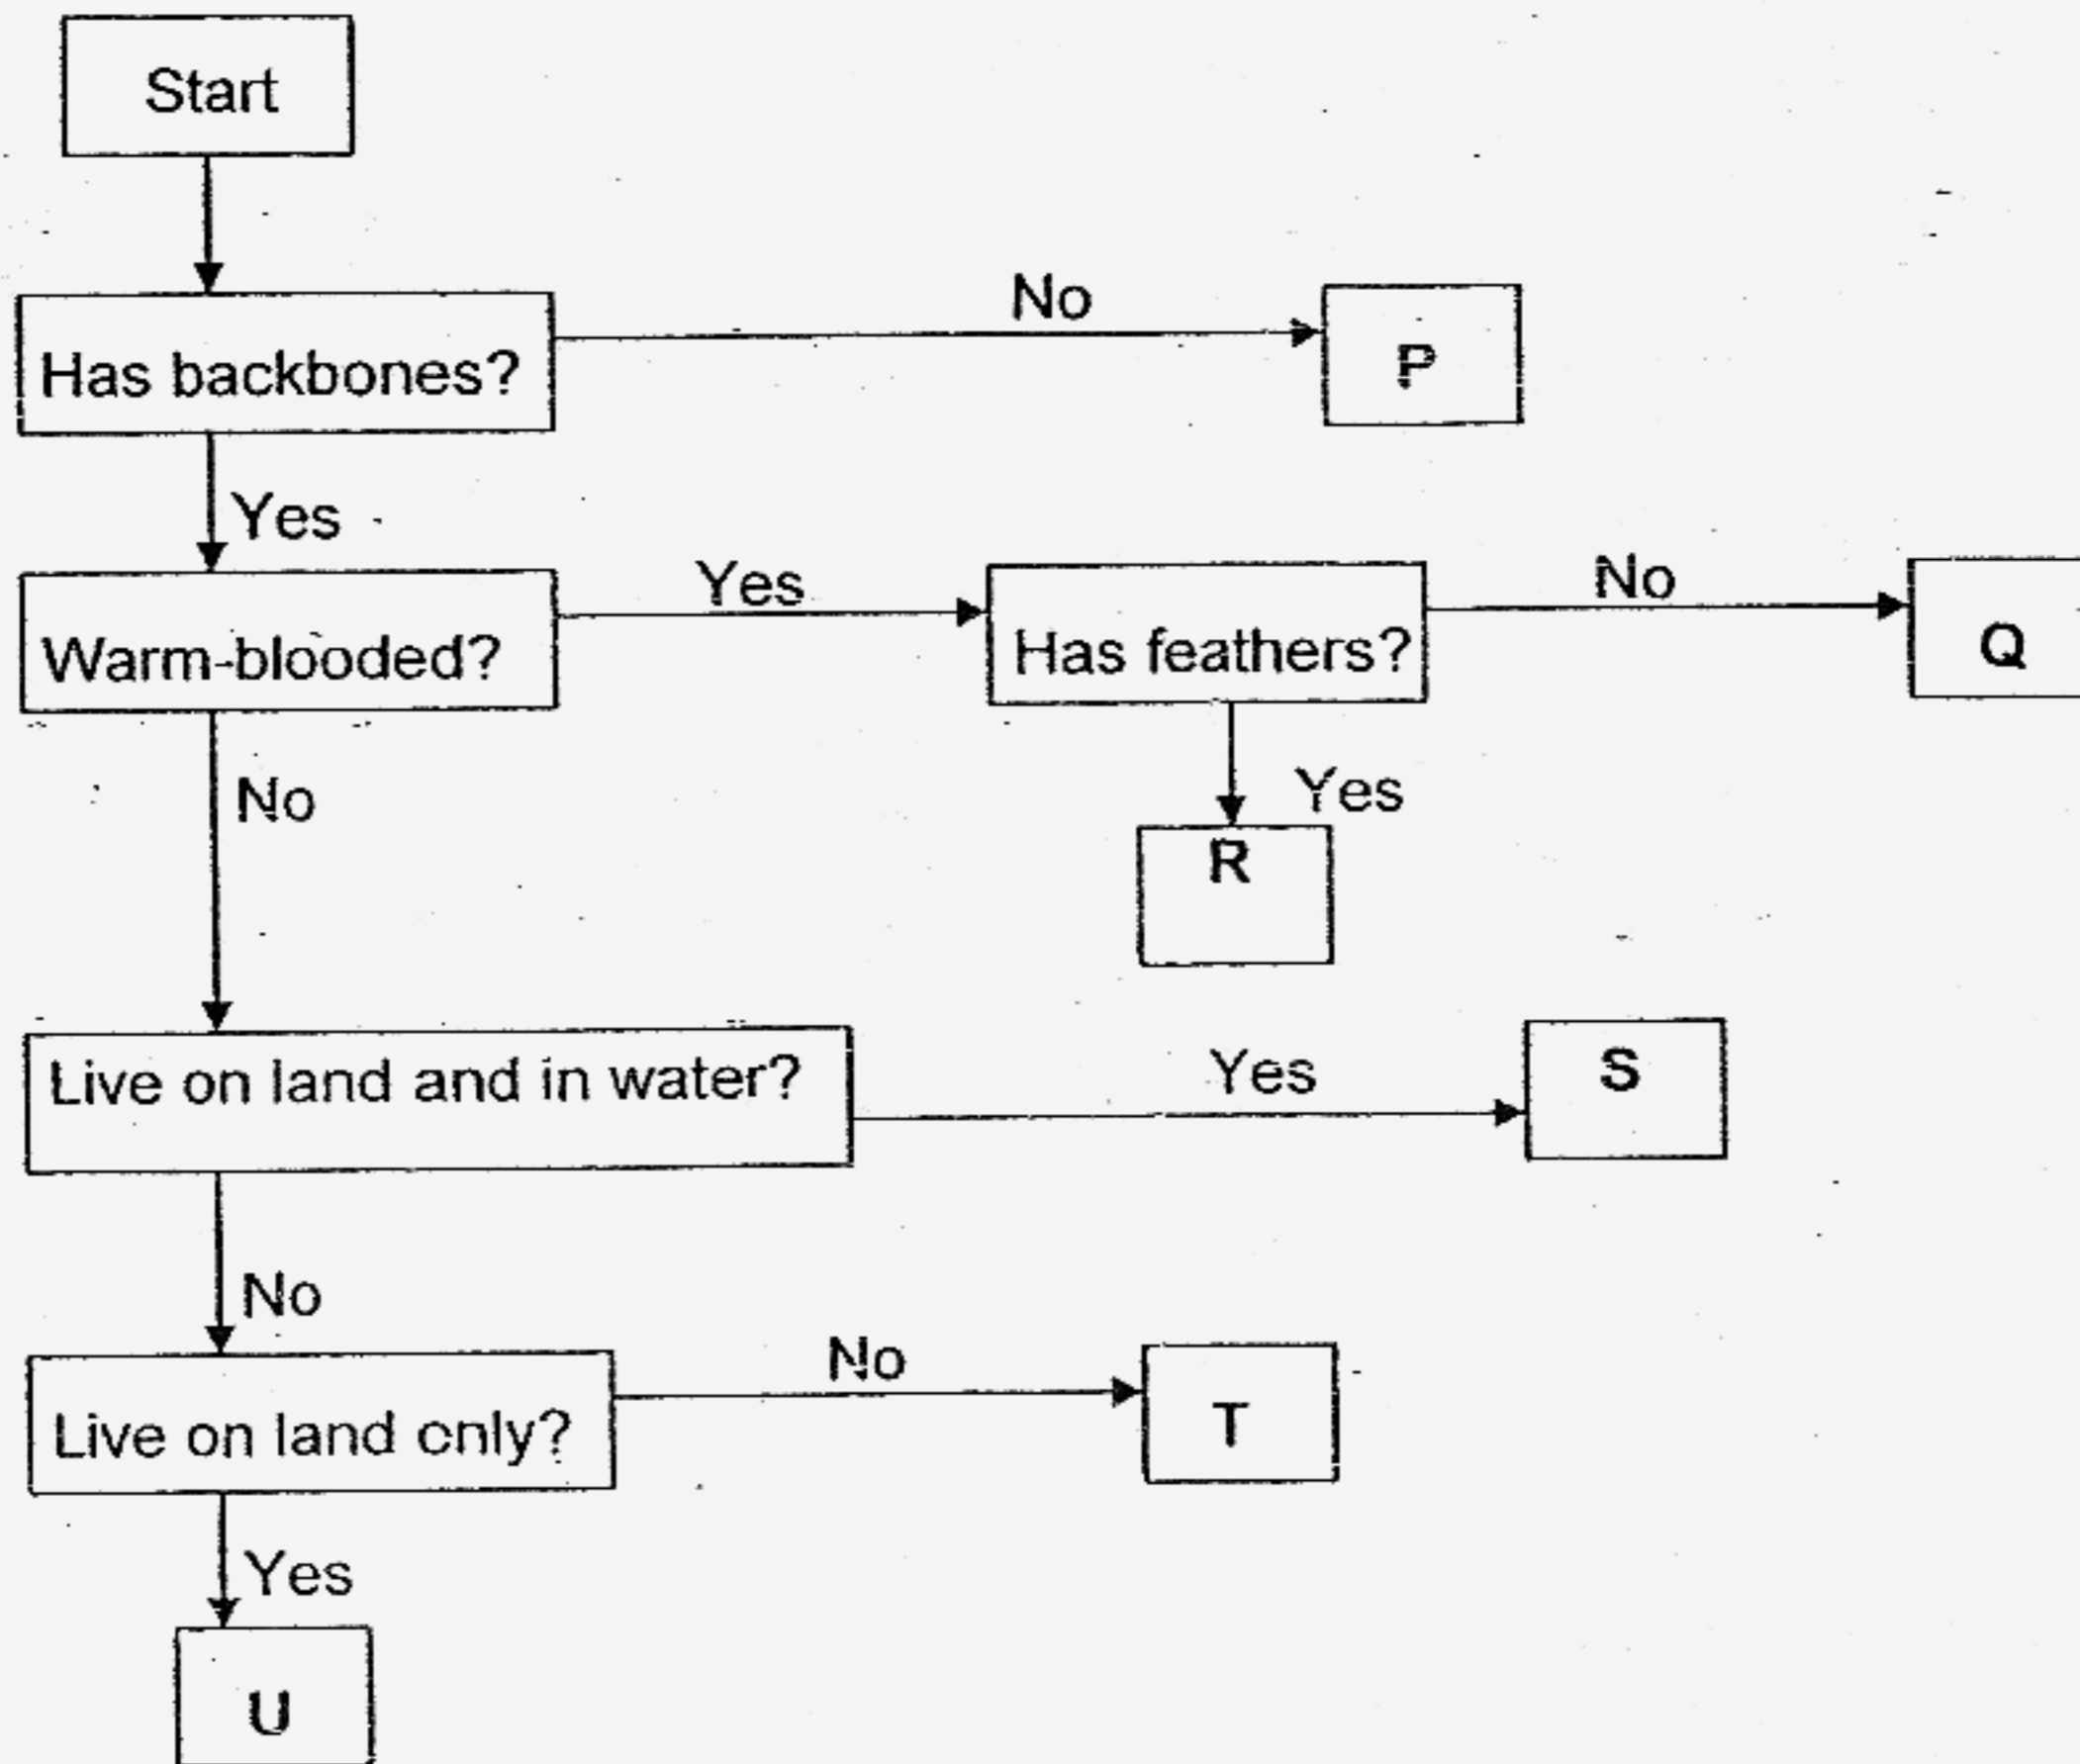 Start
No
Has backbones?
P
Yes
Yes
No
Warm-blooded?
Has feathers?
Q
No
Yes
R
Live on land and in water?
Yes
S
No
No
Live on land cnly?
T
Yes
U